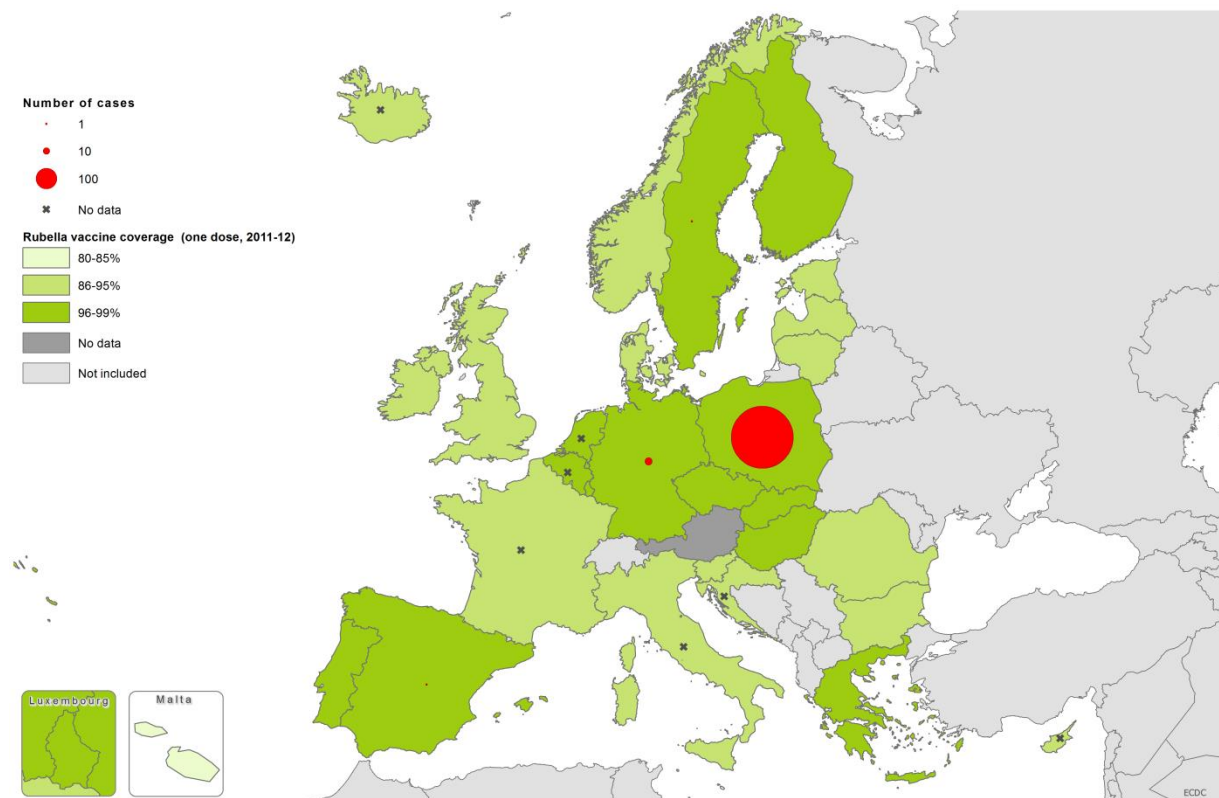 Number of cases
1
10
100
No data
Rubella vaccine coverage (one dose, 2011-12)
80-85%
86-95%
96-99%
No data
Not included
Luxembourg
Malta
ECDC